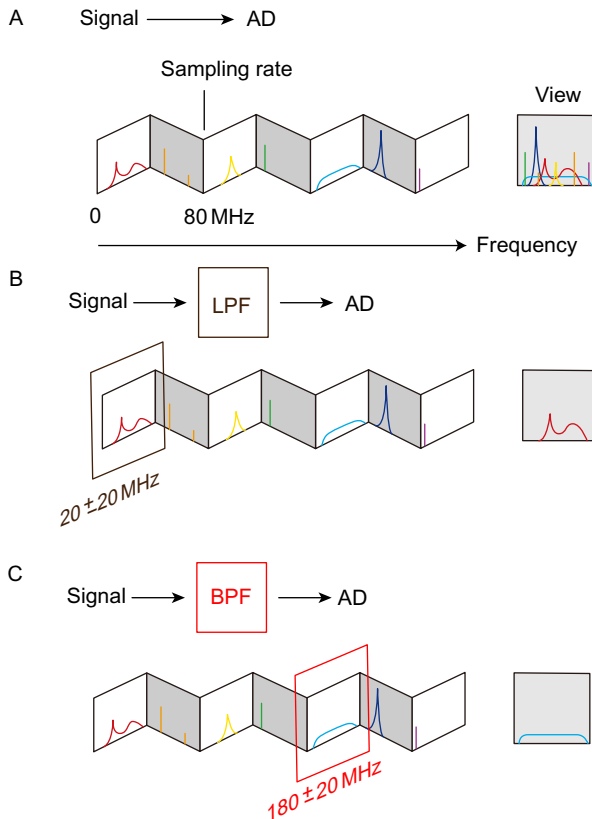 A
Signal AD
Sampling rate
View
0 80 MHz
Frequency
B
Signal LPF AD
20 ±20 MHz
C
Signal BPF AD
180 ±20 MHz